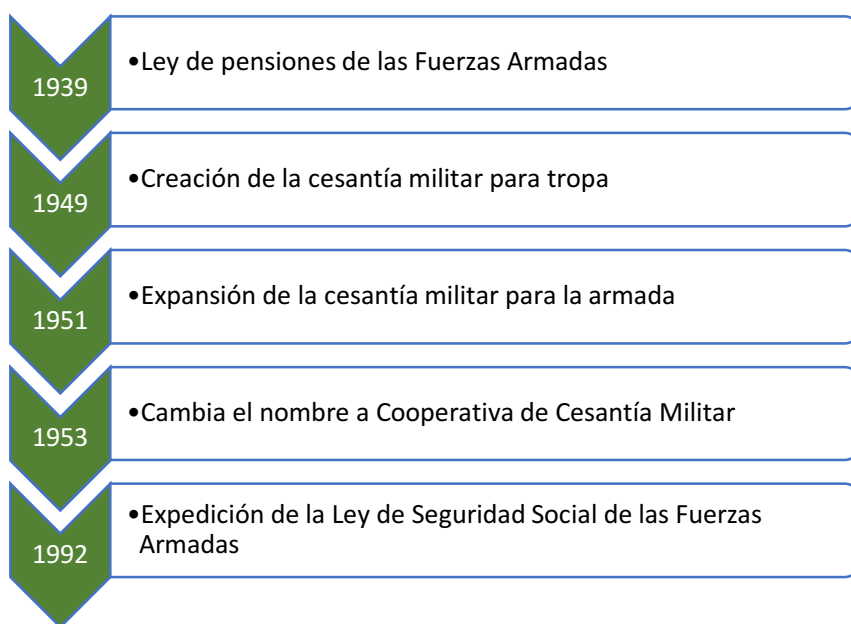 1939
•Ley de pensiones de las Fuerzas Armadas
1949
•Creación de la cesantía militar para tropa
1951
•Expansión de la cesantía militar para la armada
1953
•Cambia el nombre a Cooperativa de Cesantía Militar
1992
•Expedición de la Ley de Seguridad Social de las Fuerzas
Armadas